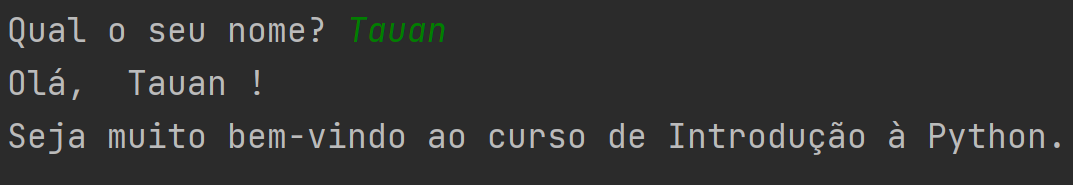 Qual o seu nome? Tauan
Olá,  Tauan !
Seja muito bem-vindo ao curso de Introdução à Python.